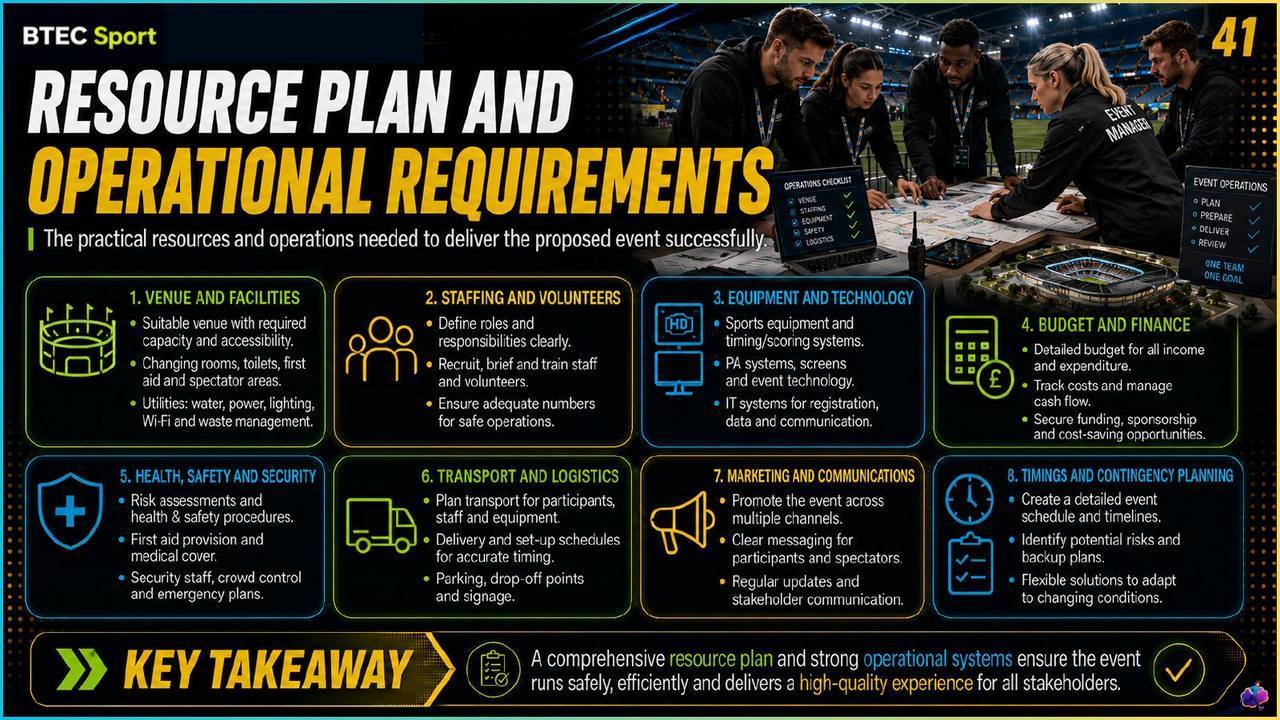 BTEC Sport
41
RESOURCE PLAN AND
OPERATIONAL REQUIREMENTS
The practical resources and operations needed to deliver the proposed event successfully.
EVENT
MANAGER
OPERATIONS CHECKLIST
VENUE
STAFFING
EQUIPMENT
SAFETY
LOGISTICS
EVENT OPERATIONS
PLAN
PREPARE
DELIVER
REVIEW
ONE TEAM
ONE GOAL
1. VENUE AND FACILITIES
• Suitable venue with required
capacity and accessibility.
• Changing rooms, toilets, first
aid and spectator areas.
• Utilities: water, power, lighting,
Wi-Fi and waste management.
2. STAFFING AND VOLUNTEERS
• Define roles and
responsibilities clearly.
• Recruit, brief and train staff
and volunteers.
• Ensure adequate numbers
for safe operations.
3. EQUIPMENT AND TECHNOLOGY
HD
• Sports equipment and
timing/scoring systems.
• PA systems, screens
and event technology.
• IT systems for registration,
data and communication.
4. BUDGET AND FINANCE
£
• Detailed budget for all income
and expenditure.
• Track costs and manage
cash flow.
• Secure funding, sponsorship
and cost-saving opportunities.
5. HEALTH, SAFETY AND SECURITY
• Risk assessments and
health & safety procedures.
• First aid provision and
medical cover.
• Security staff, crowd control
and emergency plans.
6. TRANSPORT AND LOGISTICS
• Plan transport for participants,
staff and equipment.
• Delivery and set-up schedules
for accurate timing.
• Parking, drop-off points
and signage.
7. MARKETING AND COMMUNICATIONS
• Promote the event across
multiple channels.
• Clear messaging for
participants and spectators.
• Regular updates and
stakeholder communication.
8. TIMINGS AND CONTINGENCY PLANNING
• Create a detailed event
schedule and timelines.
• Identify potential risks and
backup plans.
• Flexible solutions to adapt
to changing conditions.
KEY TAKEAWAY
A comprehensive resource plan and strong operational systems ensure the event
runs safely, efficiently and delivers a high-quality experience for all stakeholders.